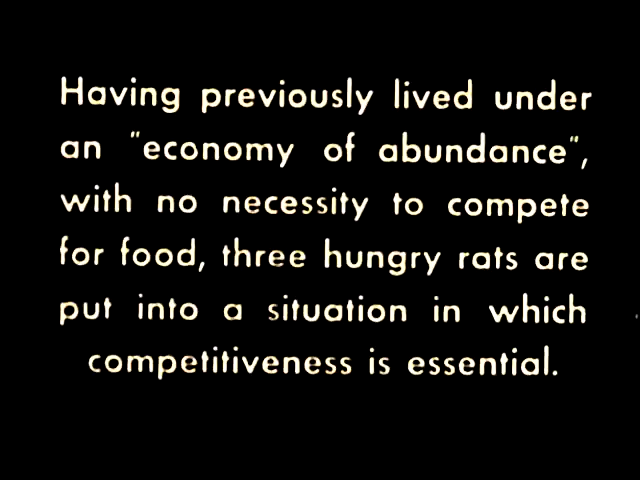 Having previously lived under
an "economy of abundance",
with no necessity to compete
for food, three hungry rats are
put into a situation in which
competitiveness is essential.